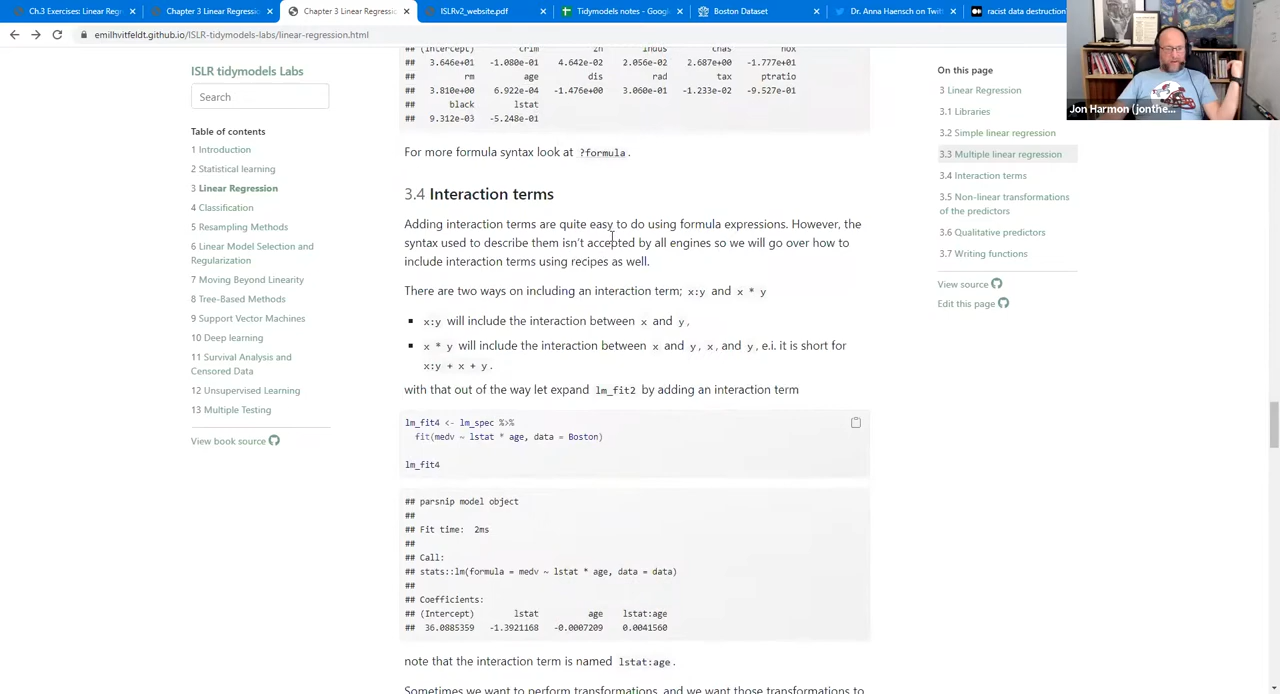 Ch.3 Exercises: Linear Regr
Chapter 3 Linear Regressio
Chapter 3 Linear Regressi
ISLRv2_website.pdf
Tidymodels notes - Goog
Boston Dataset
Dr. Anna Haensch on Twit
racist data destruction
emilhvitfeldt.github.io/ISLR-tidymodels-labs/linear-regression.html
Jon Harmon (jonthe...
ISLR tidymodels Labs
Search
Table of contents
1 Introduction
2 Statistical learning
3 Linear Regression
4 Classification
5 Resampling Methods
6 Linear Model Selection and
Regularization
7 Moving Beyond Linearity
8 Tree-Based Methods
9 Support Vector Machines
10 Deep learning
11 Survival Analysis and
Censored Data
12 Unsupervised Learning
13 Multiple Testing
View book source
## (Intercept) crim zn indus chas nox
## 3.646e+01 -1.080e-01 4.642e-02 2.056e-02 2.687e+00 -1.777e+01
## rm age dis rad tax ptratio
## 3.810e+00 6.922e-04 -1.476e+00 3.060e-01 -1.233e-02 -9.527e-01
## black lstat
## 9.312e-03 -5.248e-01
For more formula syntax look at ?formula.
3.4 Interaction terms
Adding interaction terms are quite easy to do using formula expressions. However, the
syntax used to describe them isn't accepted by all engines so we will go over how to
include interaction terms using recipes as well.
There are two ways on including an interaction term; x:y and x * y
x:y will include the interaction between x and y,
x * y will include the interaction between x and y, x, and y, e.i. it is short for
x:y + x + y.
with that out of the way let expand lm_fit2 by adding an interaction term
lm_fit4 <- lm_spec %>%
fit(medv ~ lstat * age, data = Boston)
lm_fit4
## parsnip model object
##
## Fit time: 2ms
##
## Call:
## stats::lm(formula = medv ~ lstat * age, data = data)
##
## Coefficients:
## (Intercept) lstat age lstat:age
## 36.0885359 -1.3921168 -0.0007209 0.0041560
note that the interaction term is named lstat:age.
Sometimes we want to perform transformations, and we want those transformations to
On this page
3 Linear Regression
3.1 Libraries
3.2 Simple linear regression
3.3 Multiple linear regression
3.4 Interaction terms
3.5 Non-linear transformations
of the predictors
3.6 Qualitative predictors
3.7 Writing functions
View source
Edit this page